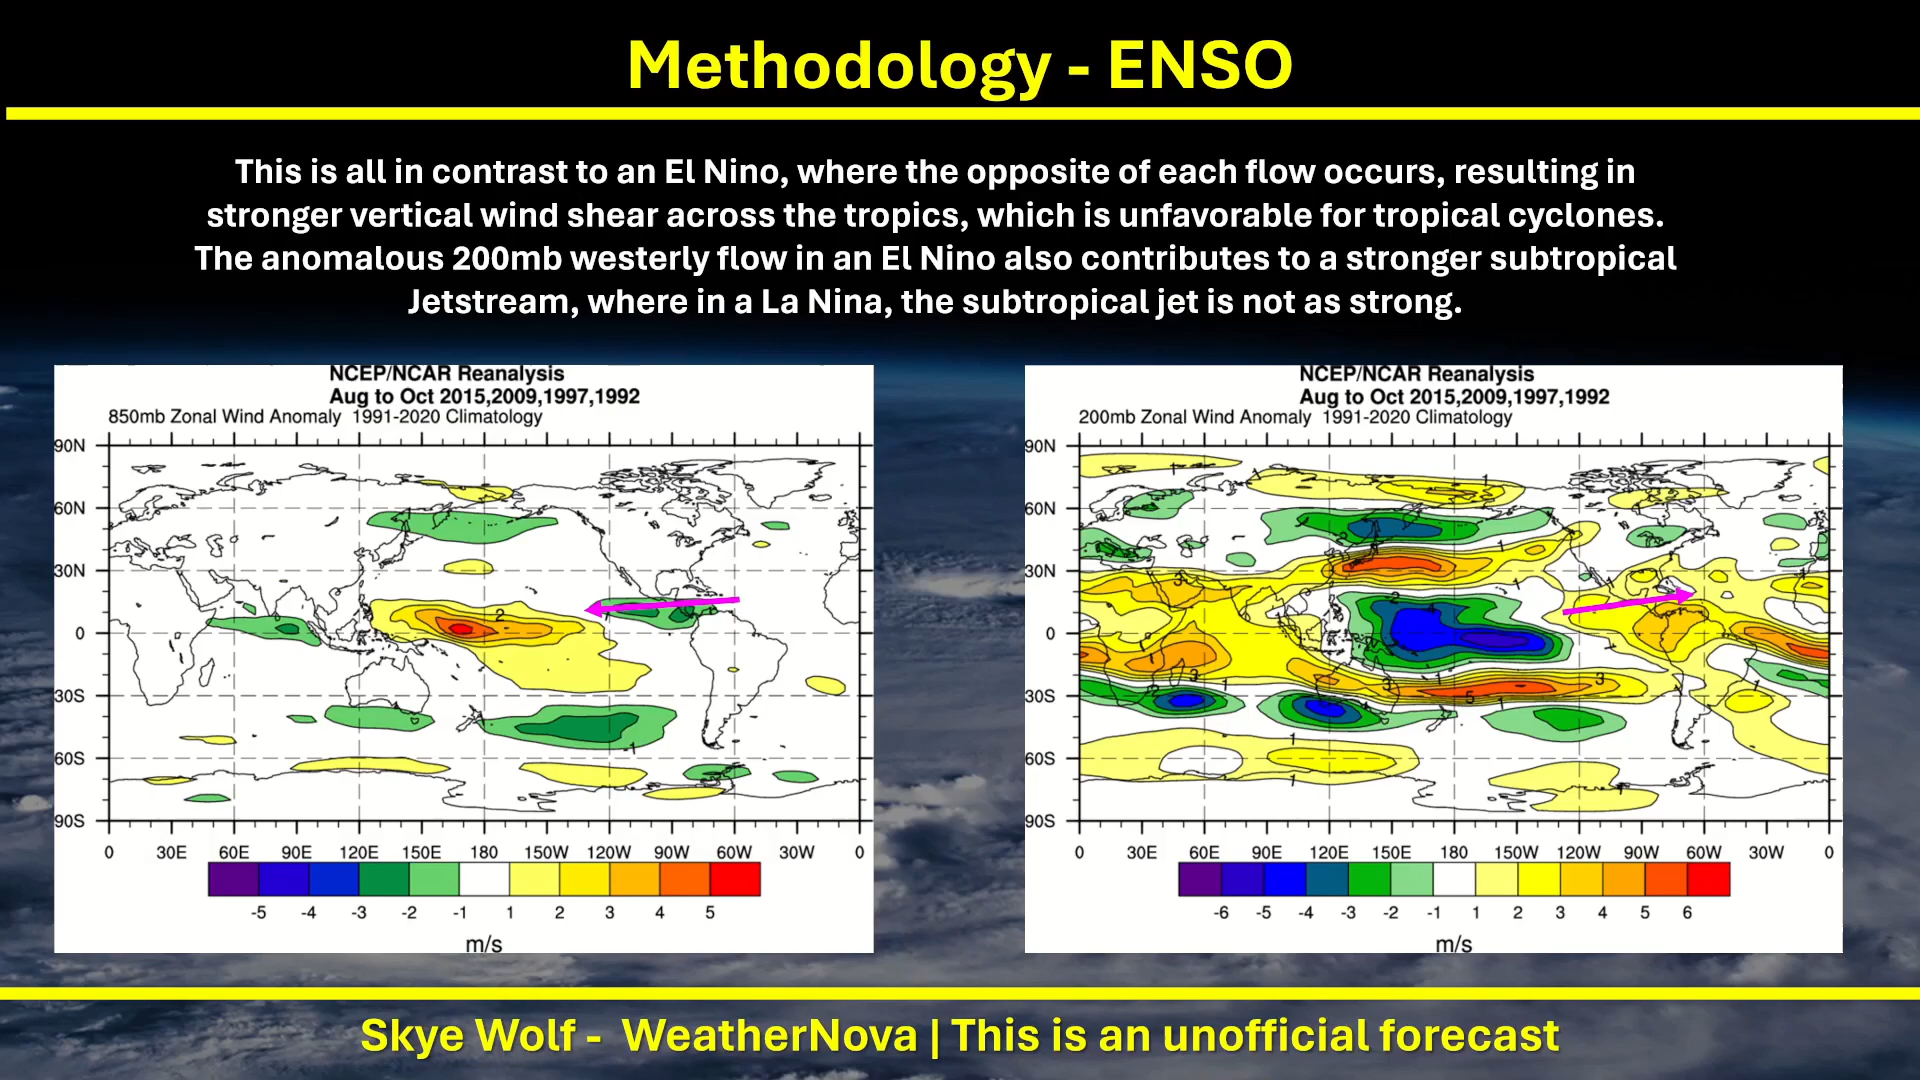 Methodology - ENSO
This is all in contrast to an El Nino, where the opposite of each flow occurs, resulting in
stronger vertical wind shear across the tropics, which is unfavorable for tropical cyclones.
The anomalous 200mb westerly flow in an El Nino also contributes to a stronger subtropical
Jetstream, where in a La Nina, the subtropical jet is not as strong.
NCEP/NCAR Reanalysis
Aug to Oct 2015,2009,1997,1992
850mb Zonal Wind Anomaly 1991-2020 Climatology
90N
60N
30N
0
30S
60S
90S
2
-1
0 30E 60E 90E 120E 150E 180 150W 120W 90W 60W 30W 0
-5 -4 -3 -2 -1 1 2 3 4 5
m/s
NCEP/NCAR Reanalysis
Aug to Oct 2015,2009,1997,1992
200mb Zonal Wind Anomaly 1991-2020 Climatology
90N
60N
30N
0
30S
60S
90S
0 30E 60E 90E 120E 150E 180 150W 120W 90W 60W 30W 0
-6 -5 -4 -3 -2 -1 1 2 3 4 5 6
m/s
Skye Wolf - WeatherNova | This is an unofficial forecast